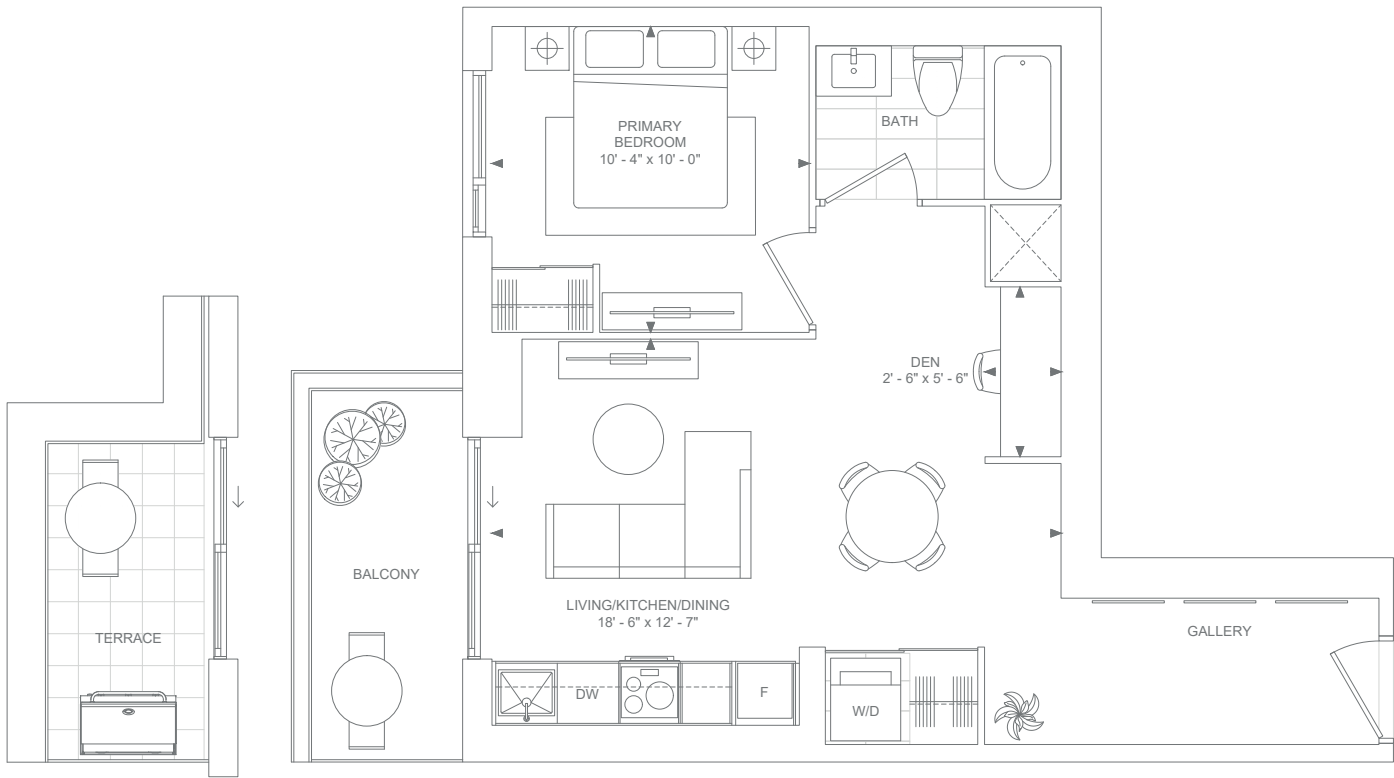 PRIMARY
BEDROOM
10' - 4" x 10' - 0"
BATH
DEN
2' - 6" x 5' - 6"
BALCONY
TERRACE
LIVING/KITCHEN/DINING
18' - 6" x 12' - 7"
GALLERY
DW
F
W/D